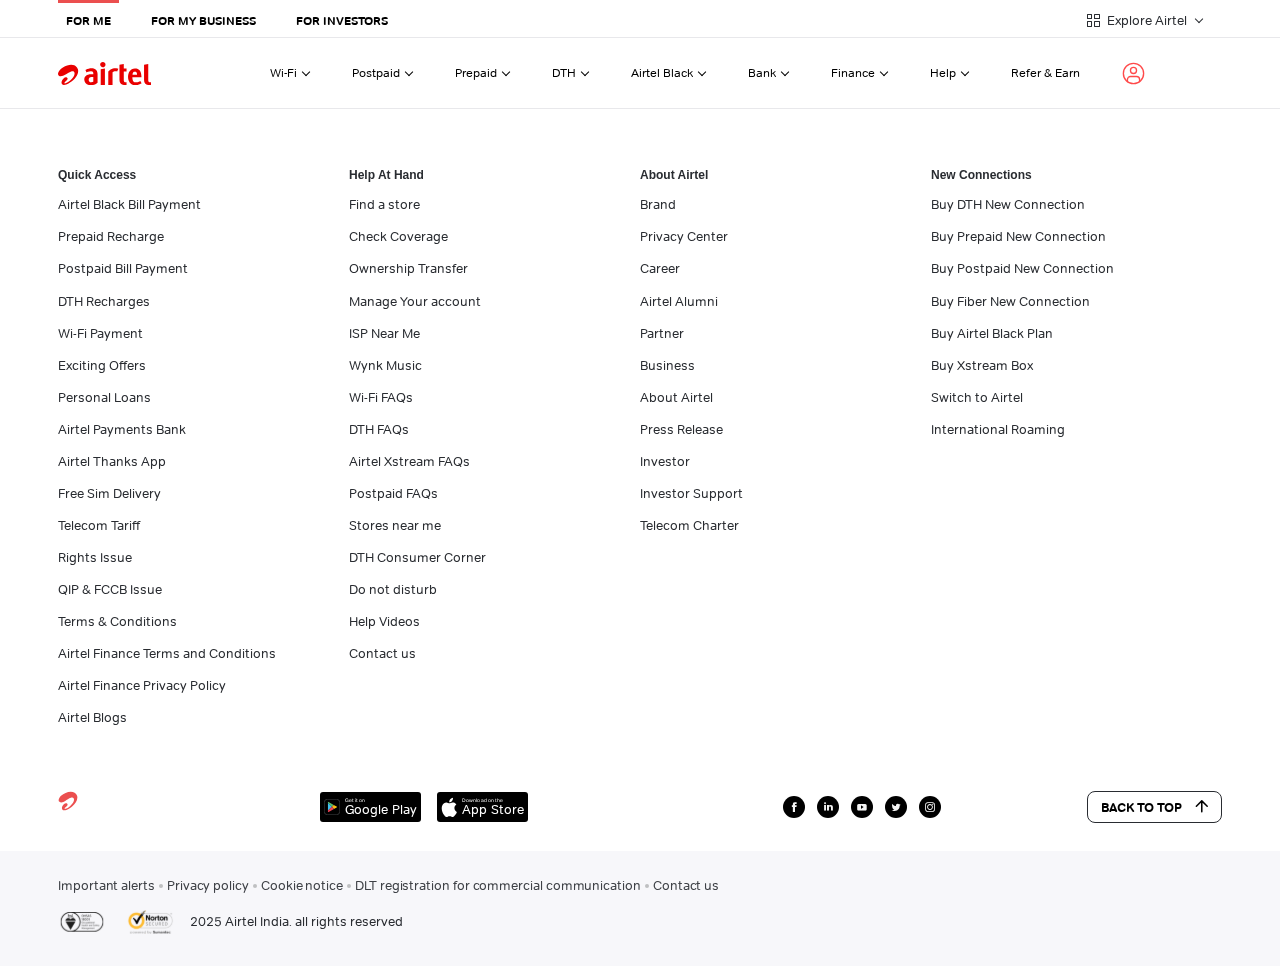 FOR ME FOR MY BUSINESS FOR INVESTORS Explore Airtel
airtel Wi-Fi Postpaid Prepaid DTH Airtel Black Bank Finance Help Refer & Earn
Quick Access
Airtel Black Bill Payment
Prepaid Recharge
Postpaid Bill Payment
DTH Recharges
Wi-Fi Payment
Exciting Offers
Personal Loans
Airtel Payments Bank
Airtel Thanks App
Free Sim Delivery
Telecom Tariff
Rights Issue
QIP & FCCB Issue
Terms & Conditions
Airtel Finance Terms and Conditions
Airtel Finance Privacy Policy
Airtel Blogs
Help At Hand
Find a store
Check Coverage
Ownership Transfer
Manage Your account
ISP Near Me
Wynk Music
Wi-Fi FAQs
DTH FAQs
Airtel Xstream FAQs
Postpaid FAQs
Stores near me
DTH Consumer Corner
Do not disturb
Help Videos
Contact us
About Airtel
Brand
Privacy Center
Career
Airtel Alumni
Partner
Business
About Airtel
Press Release
Investor
Investor Support
Telecom Charter
New Connections
Buy DTH New Connection
Buy Prepaid New Connection
Buy Postpaid New Connection
Buy Fiber New Connection
Buy Airtel Black Plan
Buy Xstream Box
Switch to Airtel
International Roaming
Get it on
Google Play
Download on the
App Store
BACK TO TOP
Important alerts • Privacy policy • Cookie notice • DLT registration for commercial communication • Contact us
Norton
SECURED
powered by Symantec
2025 Airtel India. all rights reserved